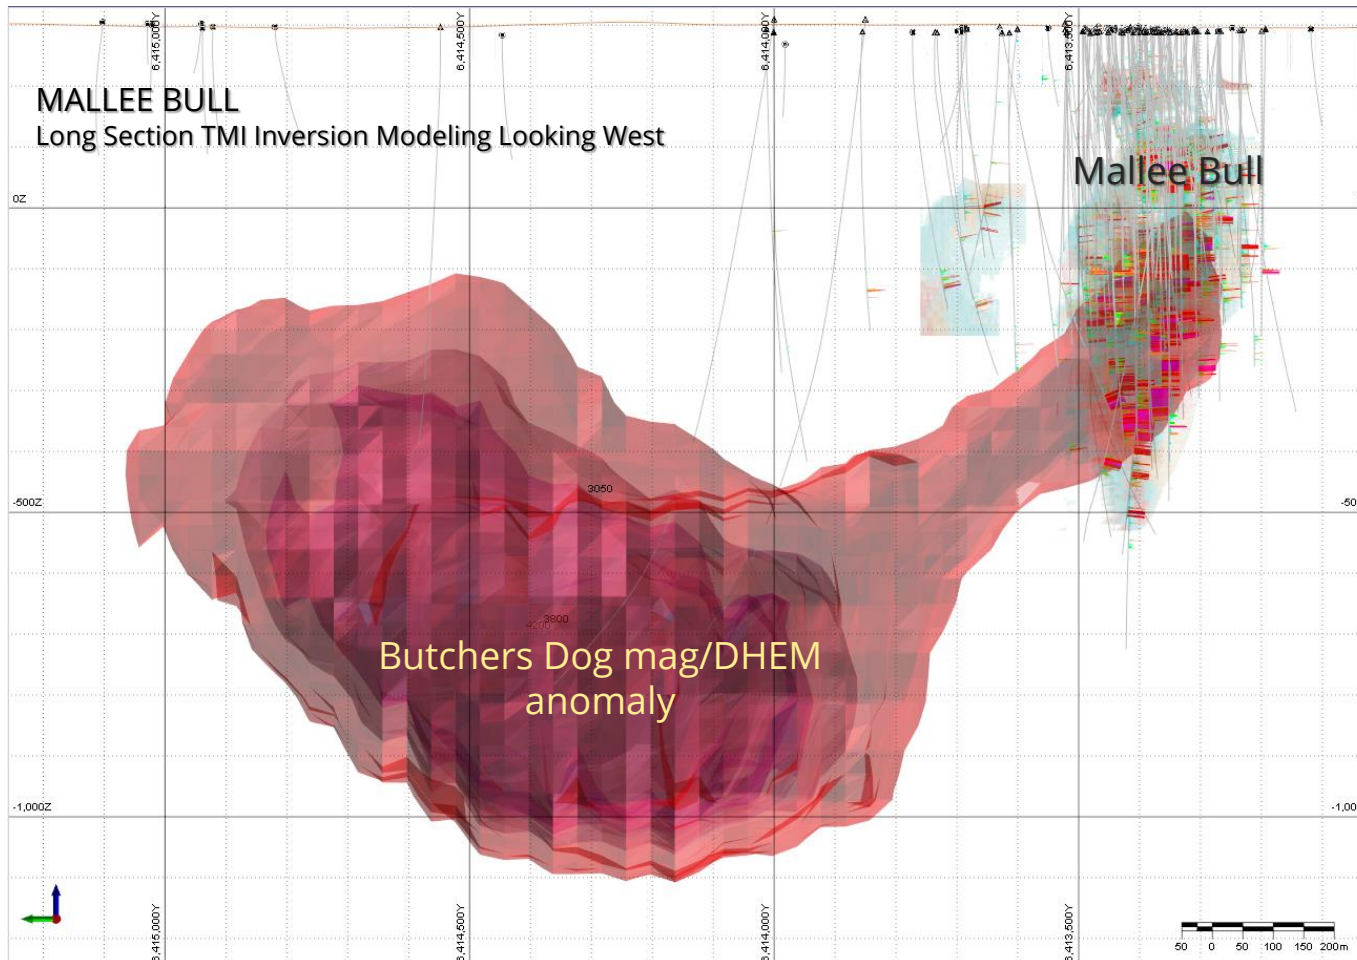 6,415,000Y
6,414,500Y
6,414,000Y
6,413,500Y
MALLEE BULL
Long Section TMI Inversion Modeling Looking West
Mallee Bull
0Z
3050
-500Z
-50
3800
4200
Butchers Dog mag/DHEM
anomaly
-1,000Z
-1,00
6,415,000Y
6,414,500Y
6,414,000Y
6,413,500Y
50 0 50 100 150 200m